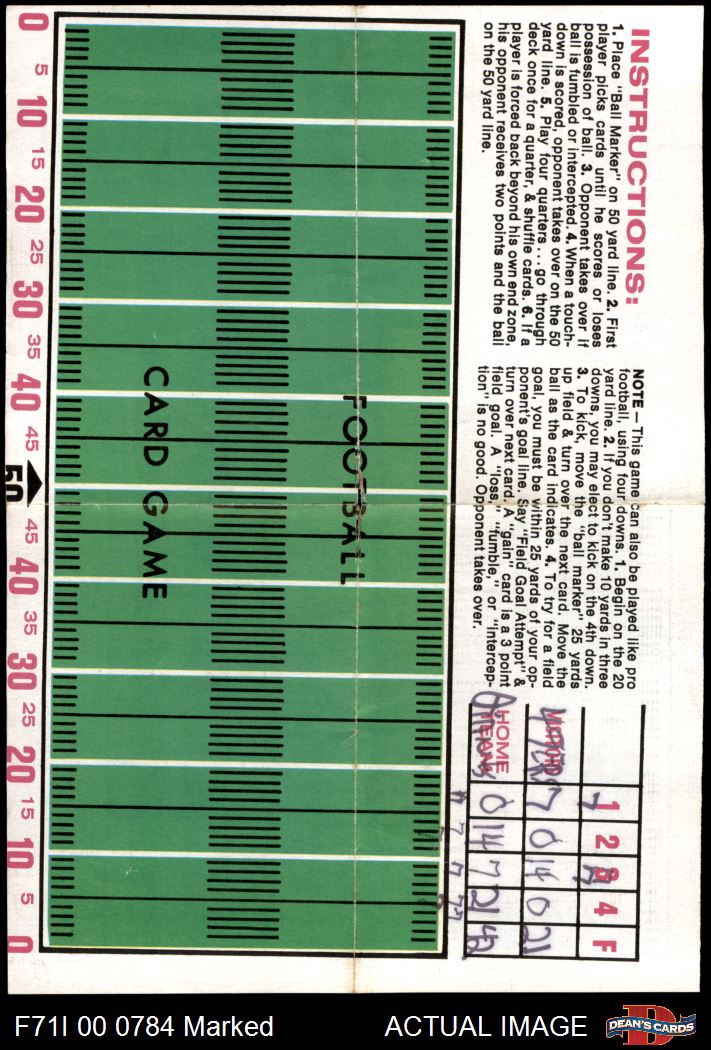 INSTRUCTIONS:
1. Place "Ball Marker" on 50 yard line. 2. First
player picks cards until he scores or loses
possession of ball. 3. Opponent takes over if
ball is fumbled or intercepted. 4. When a touch-
down is scored, opponent takes over on the 50
yard line. 5. Play four quarters . . . go through
deck once for a quarter, & shuffle cards. 6. If a
player is forced back beyond his own end zone,
his opponent receives two points and the ball
on the 50 yard line.
NOTE — This game can also be played like pro
football, using four downs. 1. Begin on the 20
yard line. 2. If you don't make 10 yards in three
downs, you may elect to kick on the 4th down.
3. To kick, move the "ball marker" 25 yards
up field & turn over the next card. Move the
ball as the card indicates. 4. To try for a field
goal, you must be within 25 yards of your op-
ponent's goal line. Say "Field Goal Attempt" &
turn over next card. A "gain" card is a 3 point
field goal. A "loss," "fumble," or "intercep-
tion" is no good. Opponent takes over.
1 2 3 4 F
7 0 14 0 21
HOME TEAM 0 14 7 21 42
FOOTBALL
CARD GAME
0 5 10 15 20 25 30 35 40 45 50 45 40 35 30 25 20 15 10 5 0
F71I 00 0784 Marked
ACTUAL IMAGE
D
DEAN'S CARDS